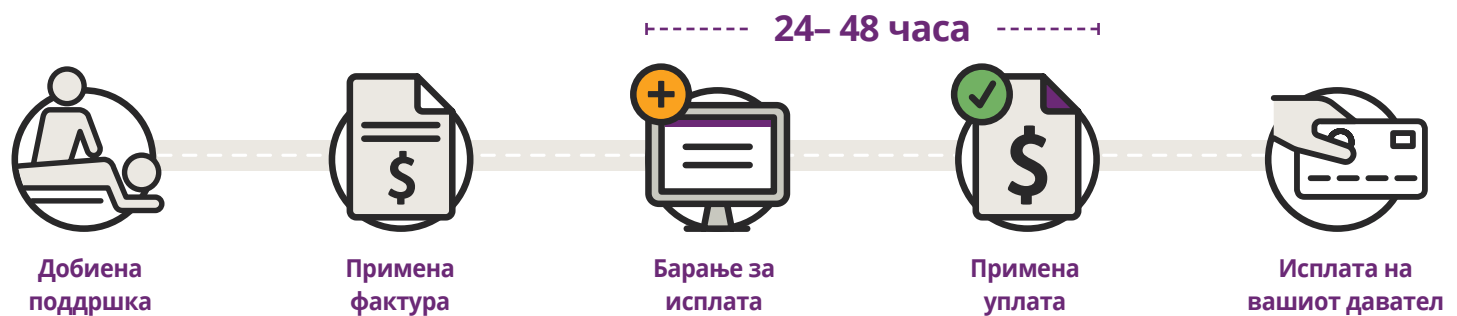 24– 48 часа
Добиена
поддршка
Примена
фактура
Барање за
исплата
Примена
уплата
Исплата на
вашиот давател